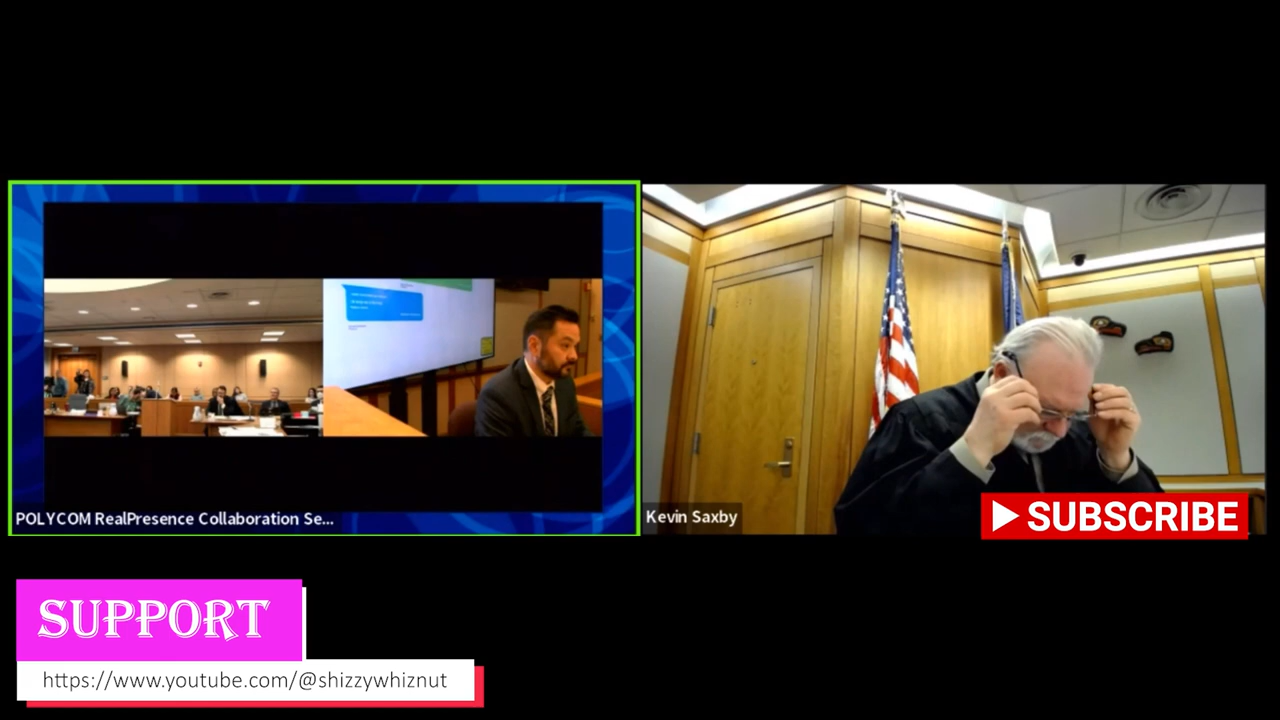 POLYCOM RealPresence Collaboration Se...
Kevin Saxby
SUBSCRIBE
SUPPORT
https://www.youtube.com/@shizzywhiznut